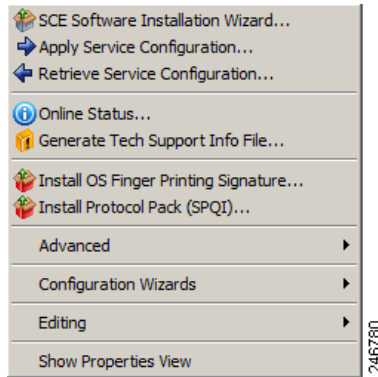 SCE Software Installation Wizard...
Apply Service Configuration...
Retrieve Service Configuration...
Online Status...
Generate Tech Support Info File...
Install OS Finger Printing Signature...
Install Protocol Pack (SPQI)...
Advanced
Configuration Wizards
Editing
Show Properties View
246780